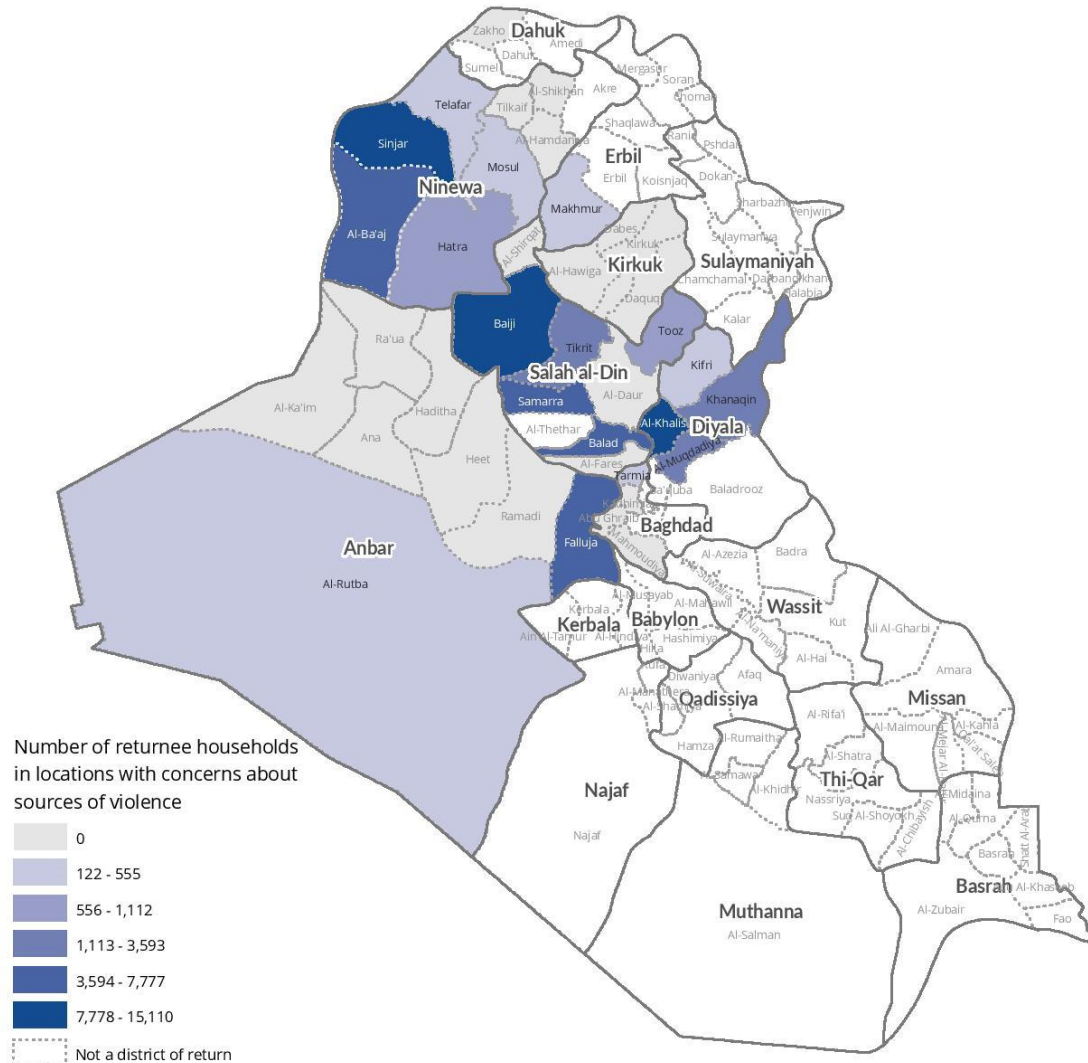 Dahuk
Zakho
Amedi
Dahuk
Sumel
Mergasur
Soran
Choman
Akre
Al-Shikhan
Telafar
Tilkaif
Al-Hamdaniya
Shaqlawa
Rania
Pshdar
Sinjar
Mosul
Erbil
Erbil
Koisnjaq
Dokan
Ninewa
Makhmur
Sharbazher
Penjwin
Al-Ba'aj
Hatra
Al-Shirqat
Dabes
Kirkuk
Sulaymaniya
Kirkuk
Sulaymaniyah
Al-Hawiga
Chamchamal
Darbandikhan
Halabja
Daquq
Kalar
Baiji
Tooz
Tikrit
Ra'ua
Kifri
Salah al-Din
Al-Daur
Khanaqin
Samarra
Al-Ka'im
Haditha
Al-Khalis
Diyala
Al-Thethar
Ana
Balad
Al-Muqdadiya
Heet
Al-Fares
Tarmia
Ba'quba
Baladrooz
Kadhimiya
Ramadi
Abu Ghraib
Baghdad
Anbar
Falluja
Mahmoudiya
Al-Azezia
Badra
Al-Rutba
Al-Suwaira
Al-Musayab
Al-Mahawil
Wassit
Kerbala
Kerbala
Babylon
Al-Na'maniya
Kut
Ali Al-Gharbi
Ain Al-Tamur
Al-Hindiya
Hashimiya
Hilla
Al-Hai
Kufa
Diwaniya
Afaq
Amara
Al-Manathera
Qadissiya
Missan
Al-Shamiya
Al-Rifa'i
Al-Maimouna
Al-Kahla
Qal'at Saleh
Hamza
Al-Rumaitha
Al-Shatra
Najaf
Al-Samawa
Al-Khidhir
Thi-Qar
Nassriya
Suq Al-Shoyokh
Al-Chibayish
Al-Midaina
Al-Qurna
Shatt Al-Arab
Najaf
Basrah
Basrah
Al-Khaseeb
Muthanna
Al-Zubair
Fao
Al-Salman
Number of returnee households
in locations with concerns about
sources of violence
0
122 - 555
556 - 1,112
1,113 - 3,593
3,594 - 7,777
7,778 - 15,110
Not a district of return